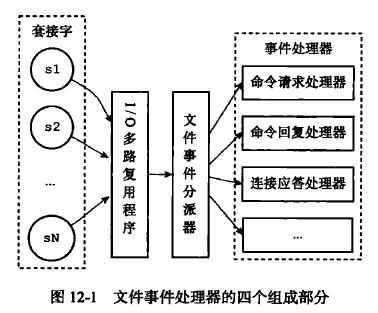 套接字
s1
s2
...
sN
I/O多路复用程序
文件事件分派器
事件处理器
命令请求处理器
命令回复处理器
连接应答处理器
...
图 12-1 文件事件处理器的四个组成部分